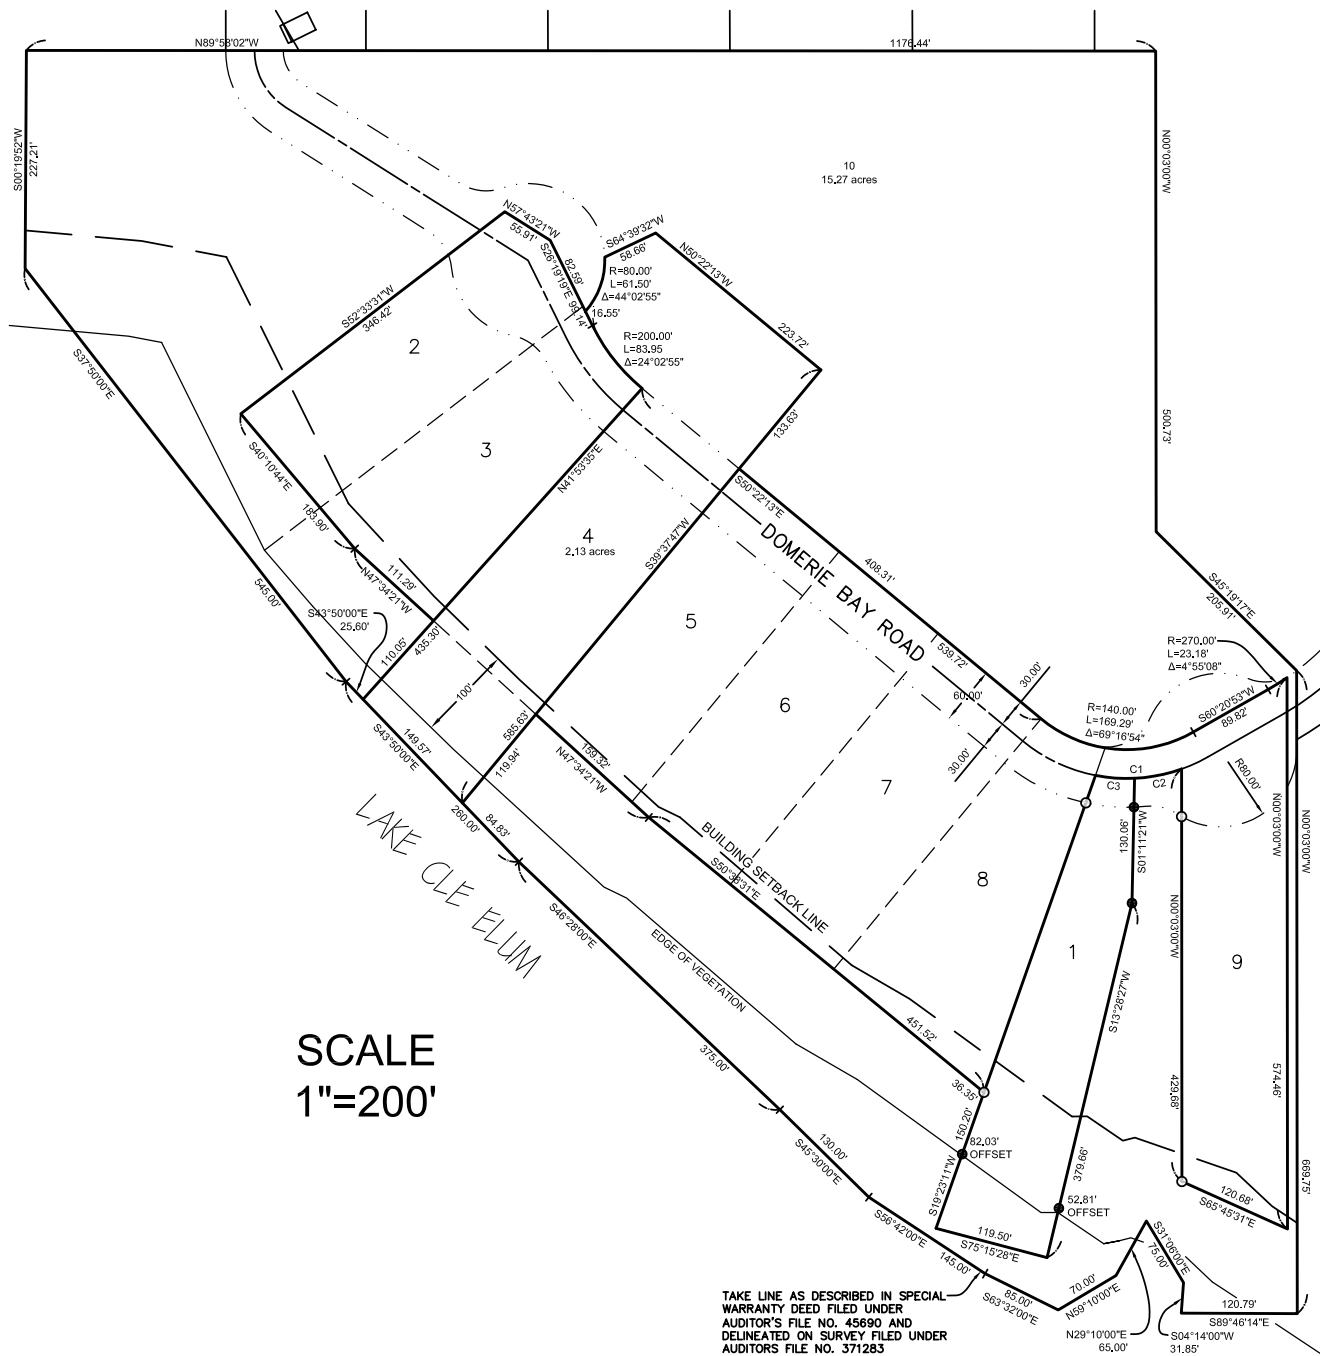 N89°58'02"W
1176.44'
S00°19'52"W
227.21'
N00°03'00"W
500.73'
10
15.27 acres
N57°43'21"W
55.91'
S26°19'19"E 99.14'
82.59'
S64°39'32"W
58.66'
N50°22'13"W
223.72'
R=80.00'
L=61.50'
Δ=44°02'55"
16.55'
R=200.00'
L=83.95
Δ=24°02'55"
S52°33'31"W
346.42'
2
S37°50'00"E
545.00'
3
S40°10'44"E
183.90'
N41°53'35"E
133.63'
S50°22'13"E
408.31'
4
2.13 acres
S39°37'47"W
DOMERIE BAY ROAD
539.72'
111.29'
N47°34'21"W
S43°50'00"E
25.60'
110.05'
435.30'
5
S45°19'17"E
205.91'
R=270.00'
L=23.18'
Δ=4°55'08"
S60°20'53"W
89.82'
100'
6
60.00'
30.00'
30.00'
R=140.00'
L=169.29'
Δ=69°16'54"
585.63'
119.94'
159.32'
N47°34'21"W
S43°50'00"E
149.57'
260.00'
84.83'
7
C1
C3
C2
R80.00'
LAKE CLE ELUM
BUILDING SETBACK LINE
S50°38'31"E
130.06'
S01°11'21"W
N00°03'00"W
N00°03'00"W
8
S46°28'00"E
EDGE OF VEGETATION
1
N00°03'00"W
9
S13°28'27"W
SCALE
1"=200'
375.00'
451.52'
36.35'
429.68'
574.46'
150.20'
82.03'
OFFSET
130.00'
S45°30'00"E
S19°23'11"W
379.66'
52.81'
OFFSET
120.68'
S65°45'31"E
669.75'
S56°42'00"E
145.00'
119.50'
S75°15'28"E
S31°06'00"E
75.00'
85.00'
S63°32'00"E
70.00'
N59°10'00"E
120.79'
S89°46'14"E
N29°10'00"E
65.00'
S04°14'00"W
31.85'
TAKE LINE AS DESCRIBED IN SPECIAL
WARRANTY DEED FILED UNDER
AUDITOR'S FILE NO. 45690 AND
DELINEATED ON SURVEY FILED UNDER
AUDITORS FILE NO. 371283